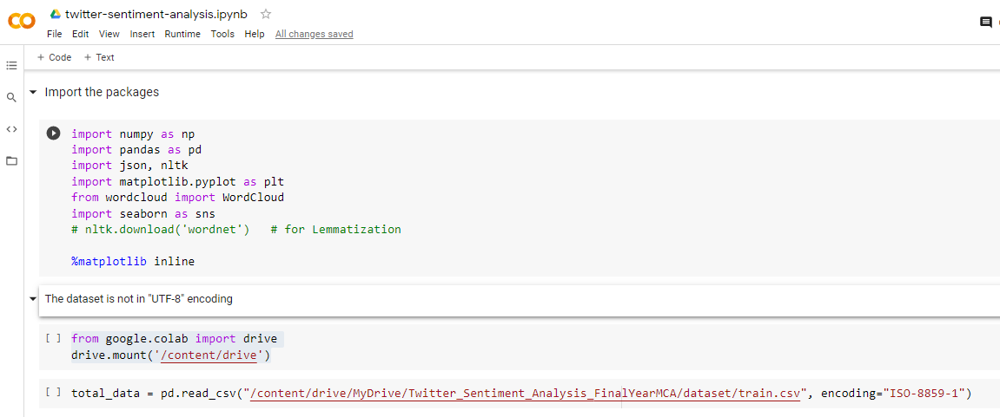 twitter-sentiment-analysis.ipynb
File Edit View Insert Runtime Tools Help All changes saved
+ Code + Text
Import the packages
import numpy as np
import pandas as pd
import json, nltk
import matplotlib.pyplot as plt
from wordcloud import WordCloud
import seaborn as sns
# nltk.download('wordnet')   # for Lemmatization
%matplotlib inline
The dataset is not in "UTF-8" encoding
[ ] from google.colab import drive
drive.mount('/content/drive')
[ ] total_data = pd.read_csv("/content/drive/MyDrive/Twitter_Sentiment_Analysis_FinalYearMCA/dataset/train.csv", encoding="ISO-8859-1")